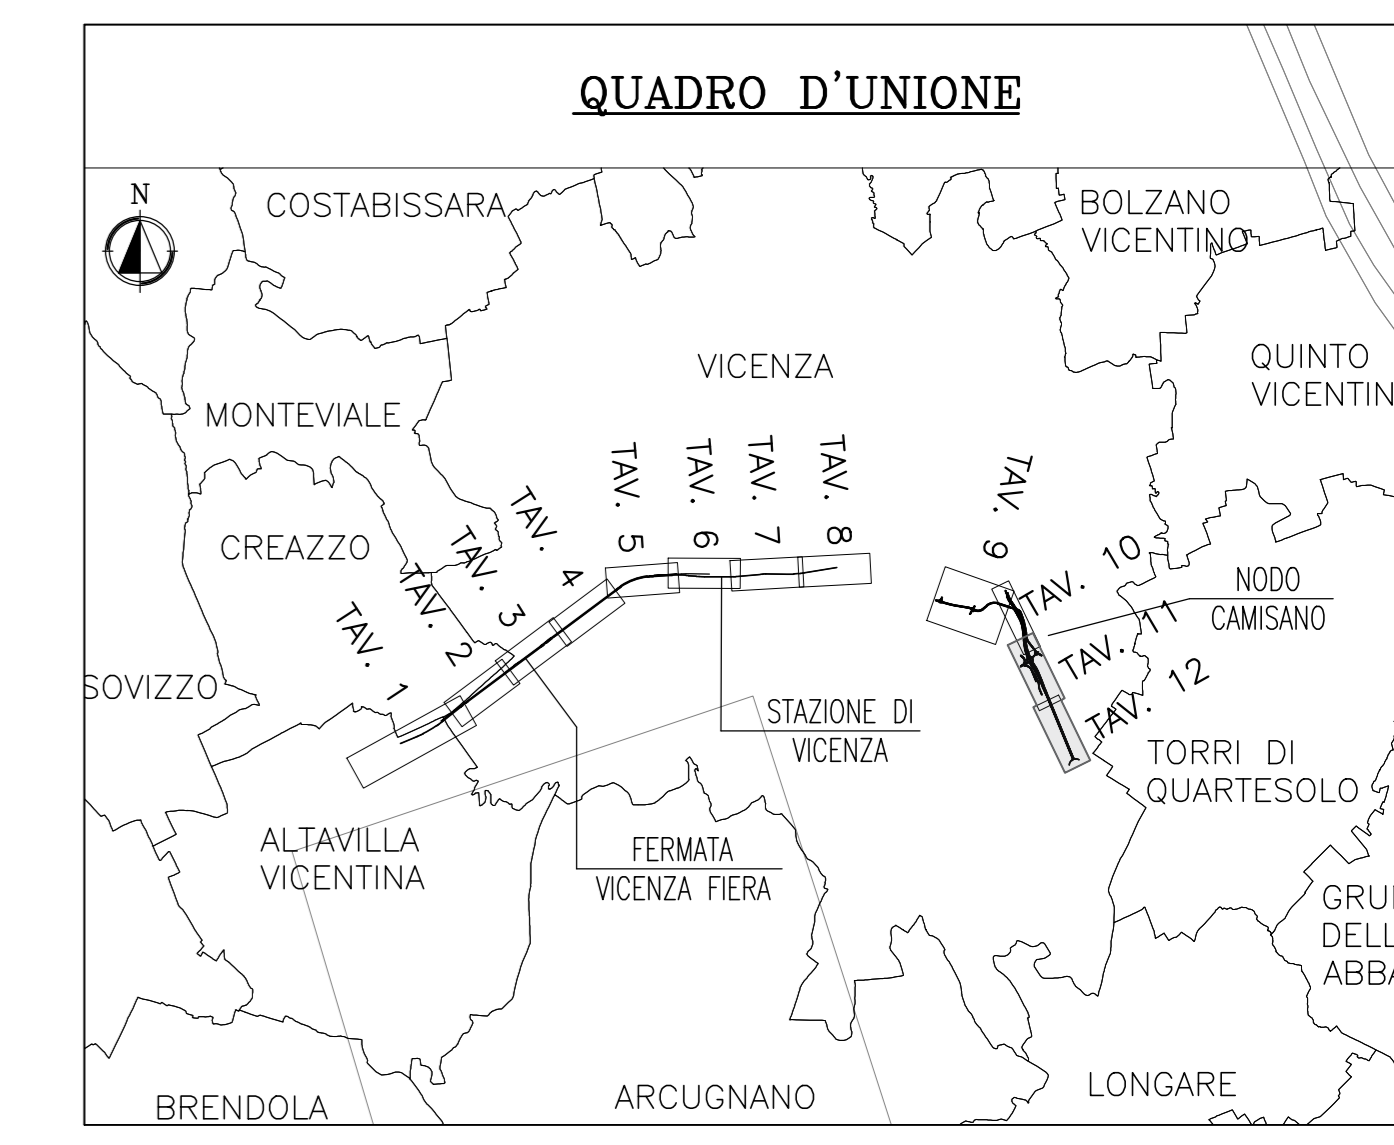 QUADRO D'UNIONE
N
COSTABISSARA
BOLZANO
VICENTINO
VICENZA
QUINTO
VICENTIN
MONTEVIALE
CREAZZO
TAV. 1
TAV. 2
TAV. 3
TAV. 4
TAV. 5
TAV. 6
TAV. 7
TAV. 8
TAV. 9
TAV. 10
TAV. 11
TAV. 12
NODO
CAMISANO
SOVIZZO
STAZIONE DI
VICENZA
TORRI DI
QUARTESOLO
ALTAVILLA
VICENTINA
FERMATA
VICENZA FIERA
GRU
DELL
ABBA
BRENDOLA
ARCUGNANO
LONGARE